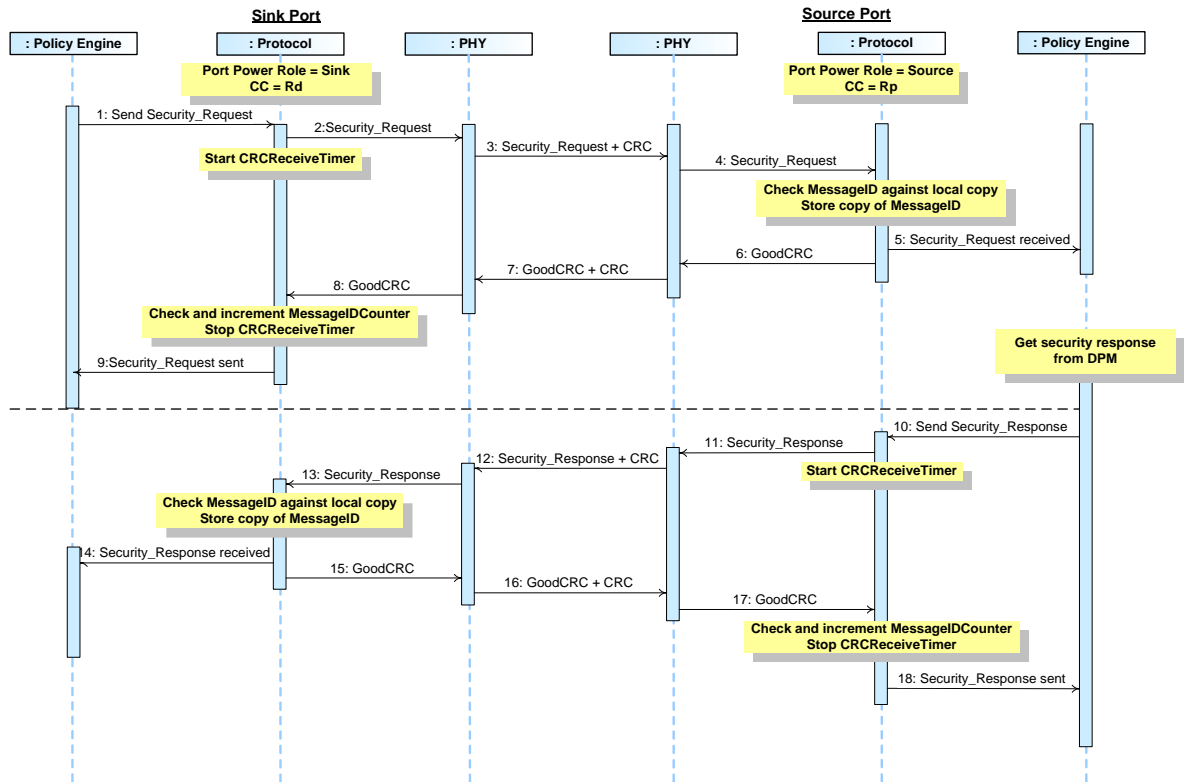 Sink Port
Source Port
: Policy Engine
: Protocol
: PHY
: PHY
: Protocol
: Policy Engine
Port Power Role = Sink
CC = Rd
Port Power Role = Source
CC = Rp
1: Send Security_Request
2:Security_Request
Start CRCReceiveTimer
3: Security_Request + CRC
4: Security_Request
Check MessageID against local copy
Store copy of MessageID
5: Security_Request received
6: GoodCRC
7: GoodCRC + CRC
8: GoodCRC
Check and increment MessageIDCounter
Stop CRCReceiveTimer
9:Security_Request sent
Get security response
from DPM
10: Send Security_Response
11: Security_Response
Start CRCReceiveTimer
12: Security_Response + CRC
13: Security_Response
Check MessageID against local copy
Store copy of MessageID
14: Security_Response received
15: GoodCRC
16: GoodCRC + CRC
17: GoodCRC
Check and increment MessageIDCounter
Stop CRCReceiveTimer
18: Security_Response sent